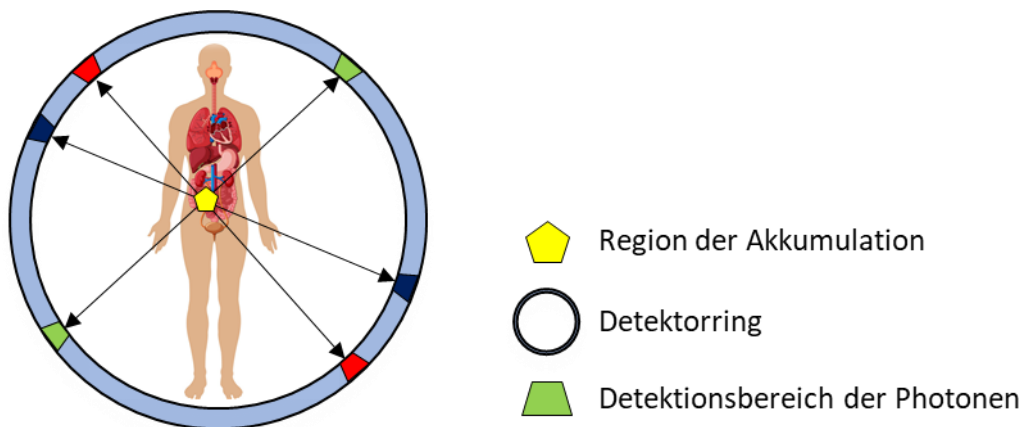 Region der Akkumulation
Detektorring
Detektionsbereich der Photonen